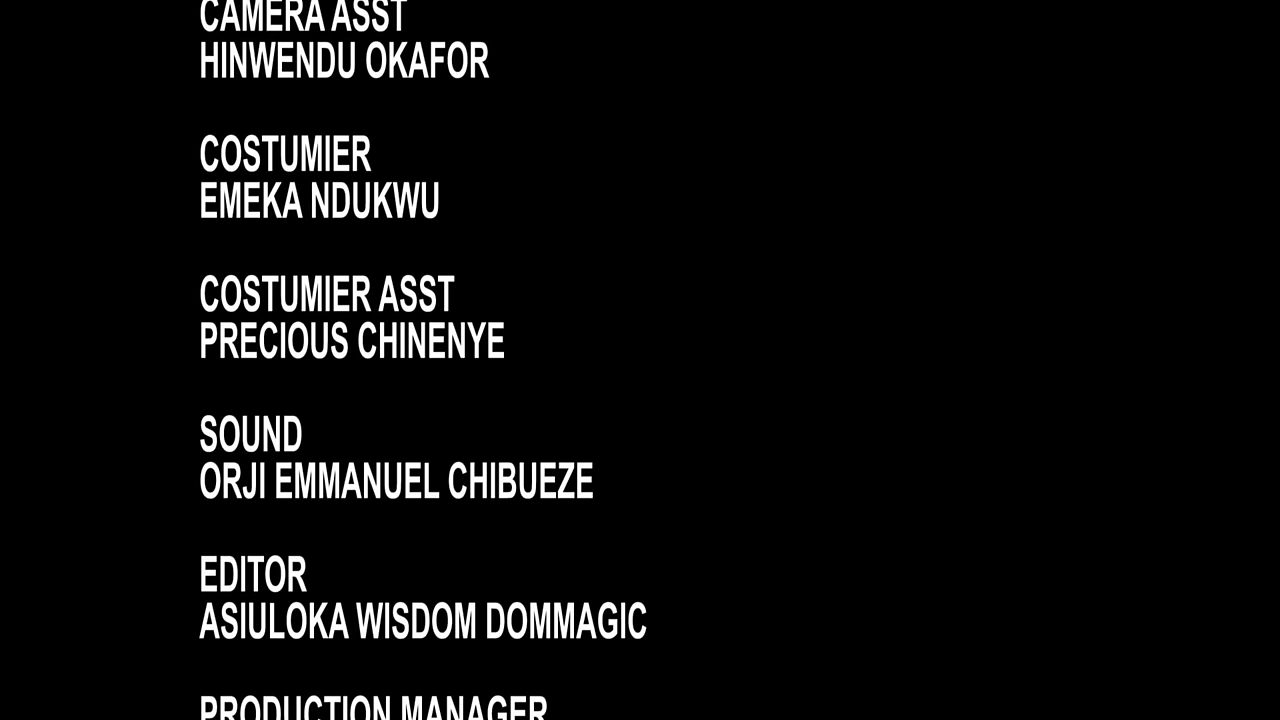 CAMERA ASST
HINWENDU OKAFOR
COSTUMIER
EMEKA NDUKWU
COSTUMIER ASST
PRECIOUS CHINENYE
SOUND
ORJI EMMANUEL CHIBUEZE
EDITOR
ASIULOKA WISDOM DOMMAGIC
PRODUCTION MANAGER